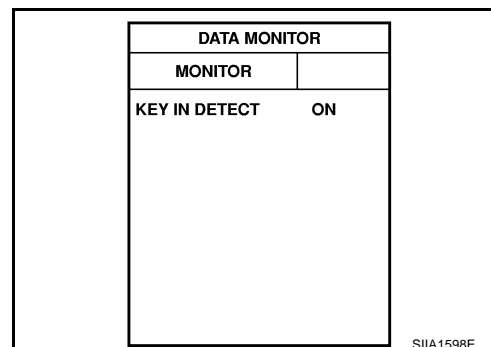 DATA MONITOR
MONITOR
KEY IN DETECT ON
SIIA1598E